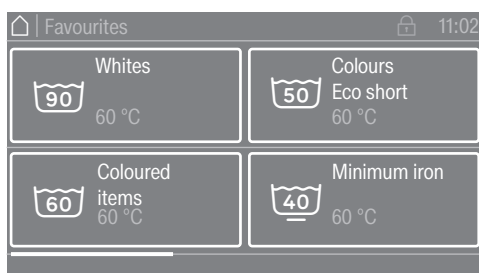 Favourites 11:02
Whites
90
60 °C
Colours
Eco short
50
60 °C
Coloured
items
60
60 °C
Minimum iron
40
60 °C